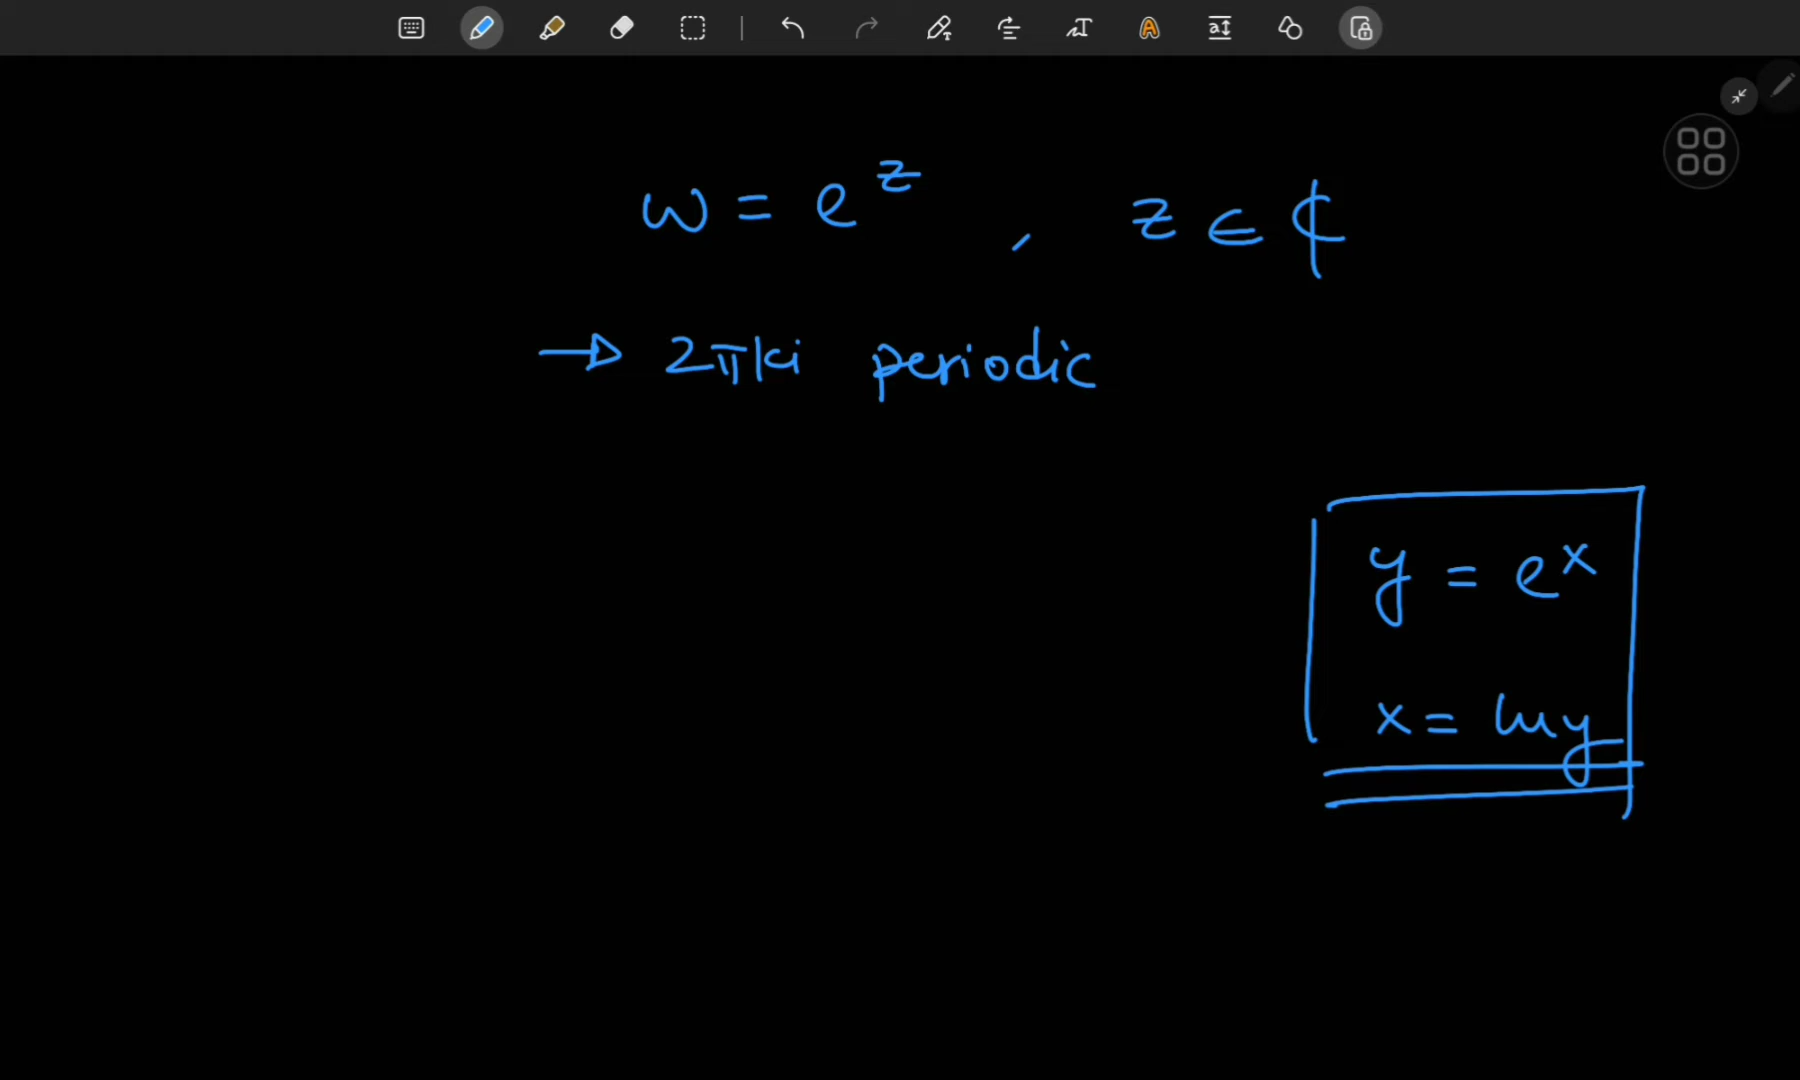 w = e^z , z ∈ ℂ
→ 2πki periodic
y = e^x
x = ln y